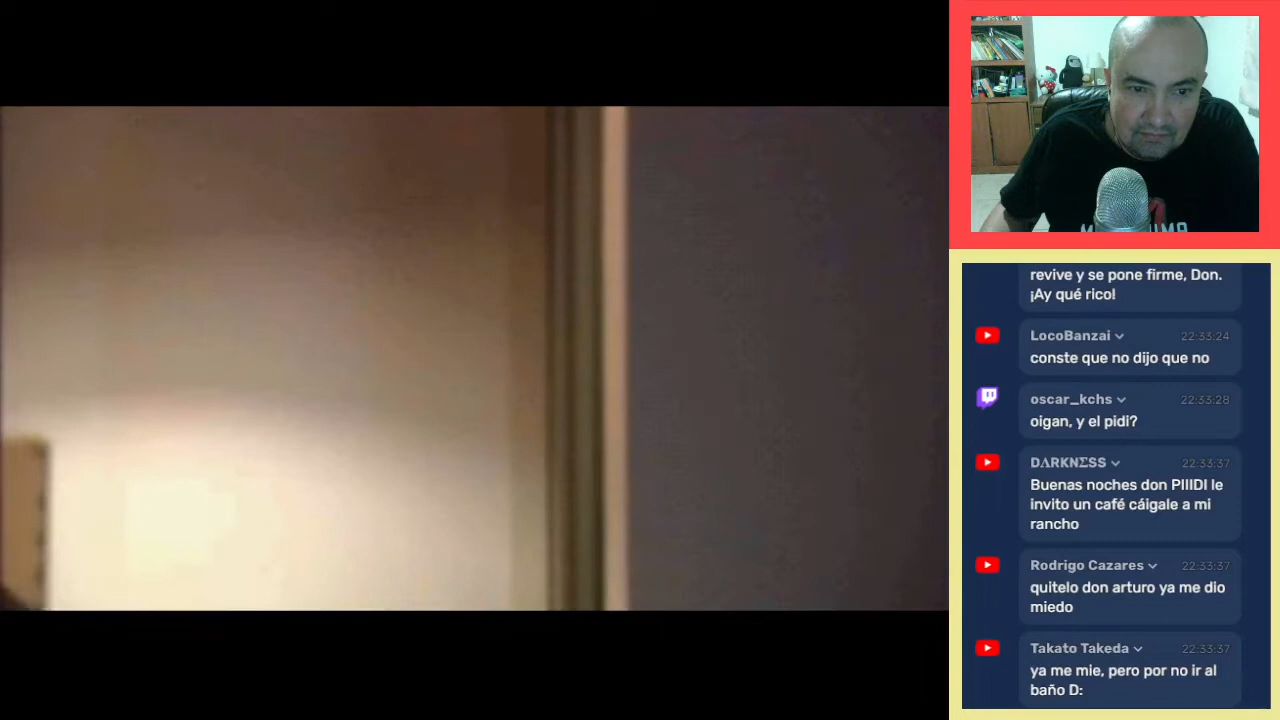 revive y se pone firme, Don.
¡Ay qué rico!
LocoBanzai
22:33:24
conste que no dijo que no
oscar_kchs
22:33:28
oigan, y el pidi?
DΛRKNΣSS
22:33:37
Buenas noches don PIIIDI le
invito un café cáigale a mi
rancho
Rodrigo Cazares
22:33:37
quitelo don arturo ya me dio
miedo
Takato Takeda
22:33:37
ya me mie, pero por no ir al
baño D: